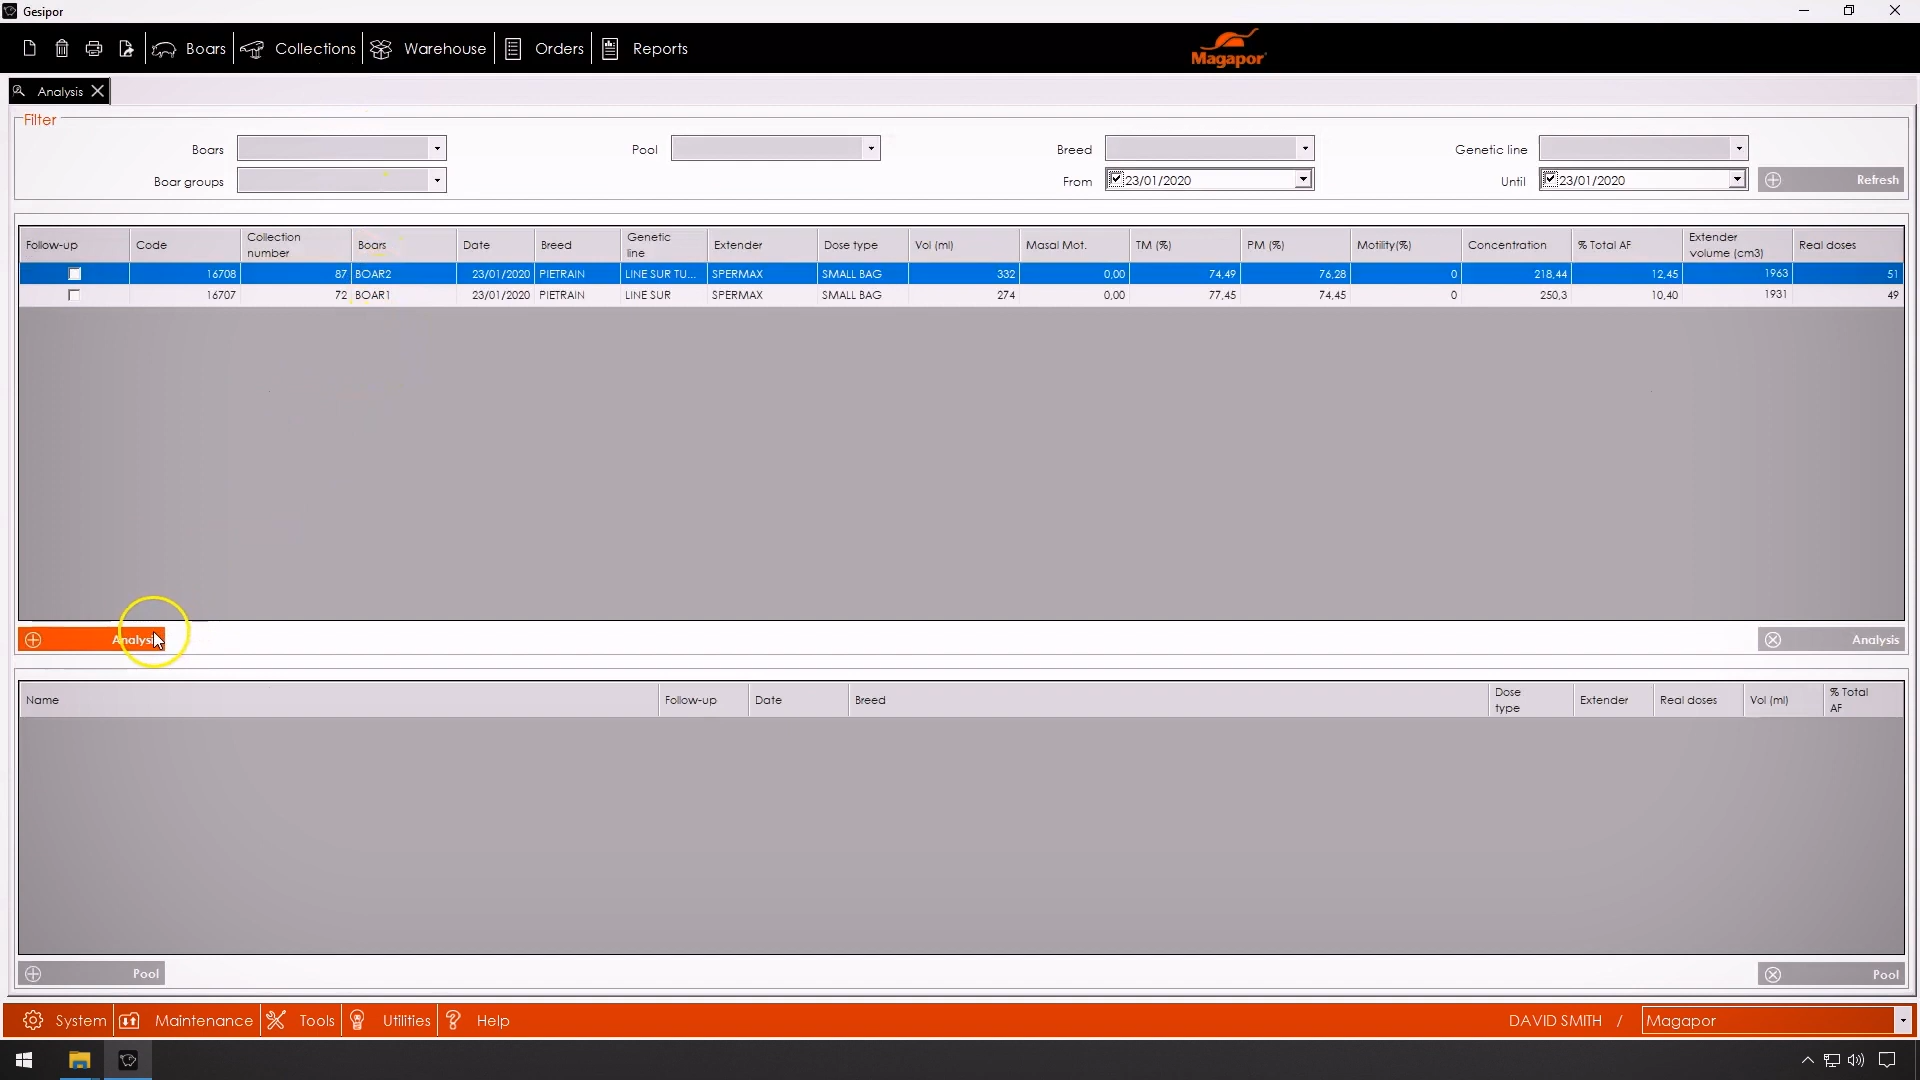 Gesipor
Boars Collections Warehouse Orders Reports
Magapor
Analysis
Filter
Boars Pool Breed Genetic line
Boar groups From 23/01/2020 Until 23/01/2020 Refresh
Follow-up Code Collection number Boars Date Breed Genetic line Extender Dose type Vol (ml) Masal Mot. TM (%) PM (%) Motility(%) Concentration % Total AF Extender volume (cm3) Real doses
16708 87 BOAR2 23/01/2020 PIETRAIN LINE SUR TU... SPERMAX SMALL BAG 332 0,00 74,49 76,28 0 218,44 12,45 1963 51
16707 72 BOAR1 23/01/2020 PIETRAIN LINE SUR SPERMAX SMALL BAG 274 0,00 77,45 74,45 0 250,3 10,40 1931 49
Analysis Analysis
Name Follow-up Date Breed Dose type Extender Real doses Vol (ml) % Total AF
Pool Pool
System Maintenance Tools Utilities Help DAVID SMITH / Magapor